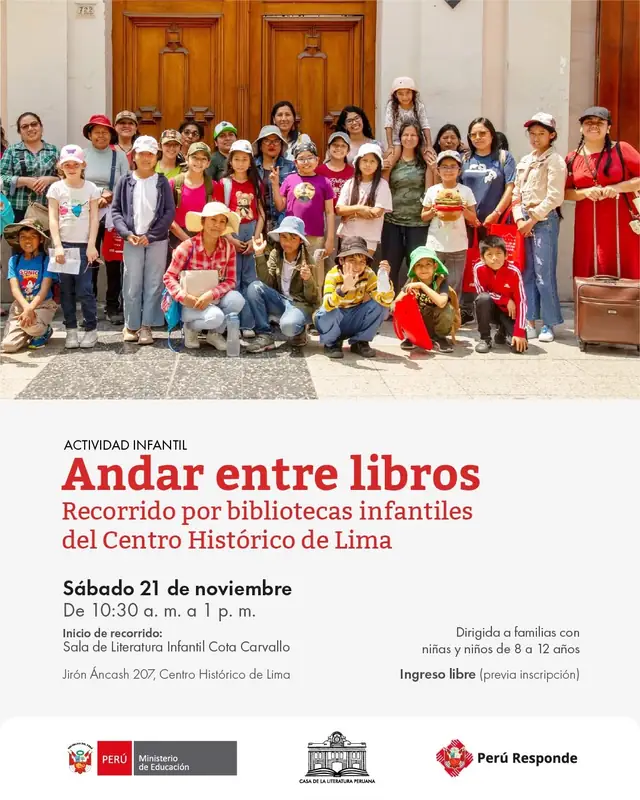 722
ACTIVIDAD INFANTIL
Andar entre libros
Recorrido por bibliotecas infantiles
del Centro Histórico de Lima
Sábado 21 de noviembre
De 10:30 a. m. a 1 p. m.
Inicio de recorrido:
Sala de Literatura Infantil Cota Carvallo
Jirón Áncash 207, Centro Histórico de Lima
Dirigida a familias con
niñas y niños de 8 a 12 años
Ingreso libre (previa inscripción)
PERÚ
Ministerio
de Educación
CASA DE LA LITERATURA PERUANA
Perú Responde